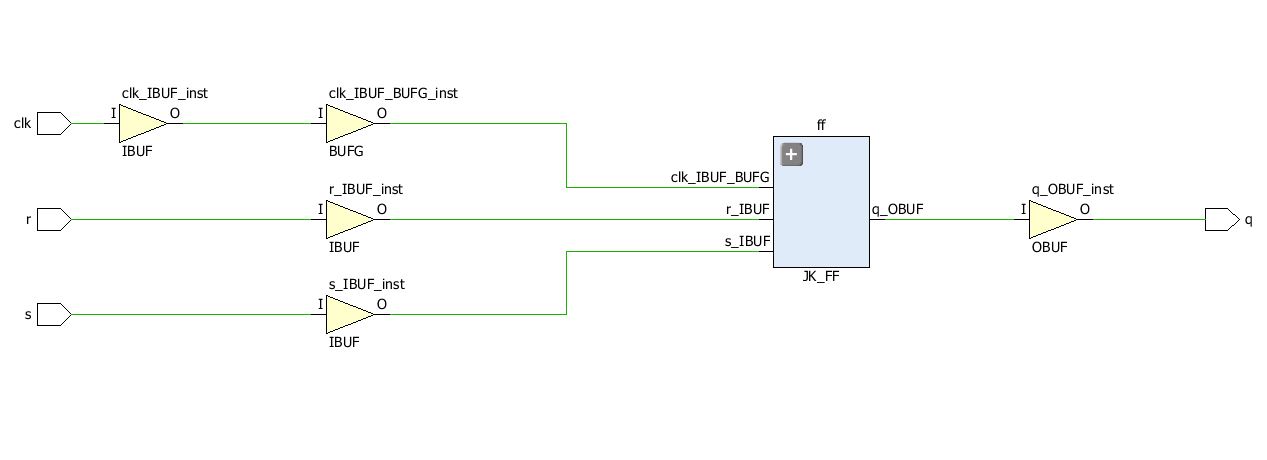 clk_IBUF_inst
clk_IBUF_BUFG_inst
clk
I
O
I
O
IBUF
BUFG
ff
+
clk_IBUF_BUFG
r_IBUF_inst
q_OBUF_inst
r
I
O
r_IBUF
q_OBUF
I
O
q
IBUF
OBUF
s_IBUF
JK_FF
s_IBUF_inst
s
I
O
IBUF